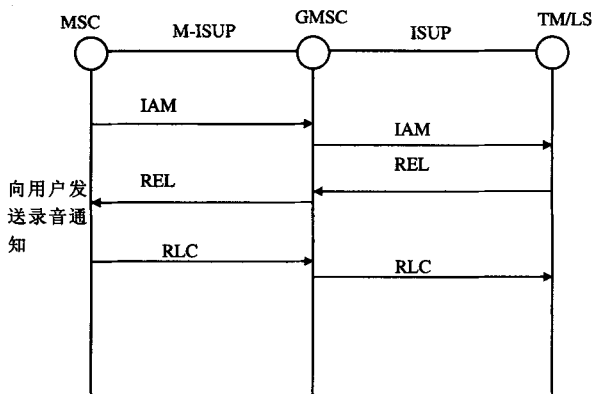 MSC
M-ISUP
GMSC
ISUP
TM/LS
IAM
IAM
REL
REL
向用户发
送录音通
知
RLC
RLC